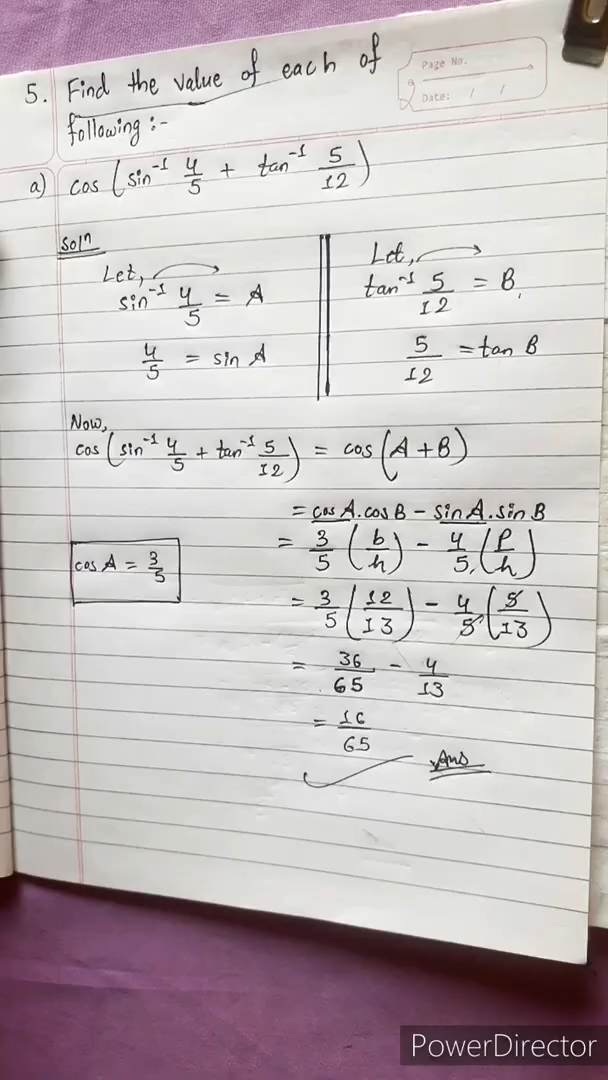 Page No.
Date: / /
5. Find the value of each of
following :-
a) cos (sin⁻¹ 4/5 + tan⁻¹ 5/12)
Solⁿ
Let,
sin⁻¹ 4/5 = A
4/5 = sin A
Let,
tan⁻¹ 5/12 = B,
5/12 = tan B
Now,
cos (sin⁻¹ 4/5 + tan⁻¹ 5/12) = cos (A + B)
= cos A. cos B - sin A. sin B
= 3/5 (b/h) - 4/5 (p/h)
cos A = 3/5
= 3/5 (12/13) - 4/5 (5/13)
= 36/65 - 4/13
= 16/65
Ans
PowerDirector